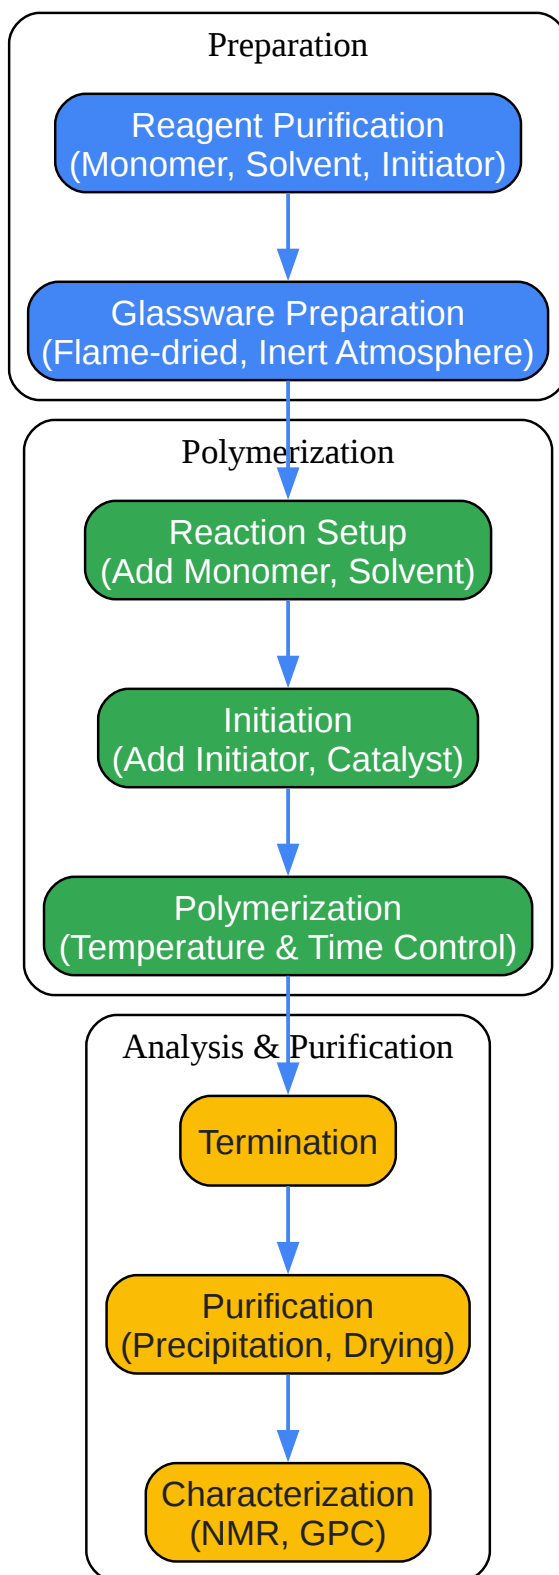 Preparation
Reagent Purification
(Monomer, Solvent, Initiator)
Glassware Preparation
(Flame-dried, Inert Atmosphere)
Polymerization
Reaction Setup
(Add Monomer, Solvent)
Initiation
(Add Initiator, Catalyst)
Polymerization
(Temperature & Time Control)
Analysis & Purification
Termination
Purification
(Precipitation, Drying)
Characterization
(NMR, GPC)